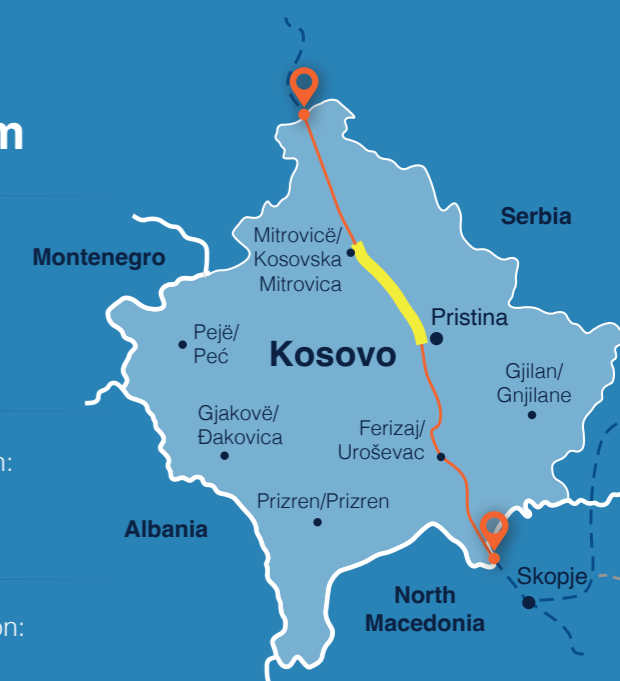 m
Serbia
Mitrovicë/
Kosovska
Mitrovica
Montenegro
Pristina
Pejë/
Peć
Kosovo
Gjilan/
Gnjilane
Gjakovë/
Đakovica
Ferizaj/
Uroševac
n:
Prizren/Prizren
Albania
Skopje
North
Macedonia
on: